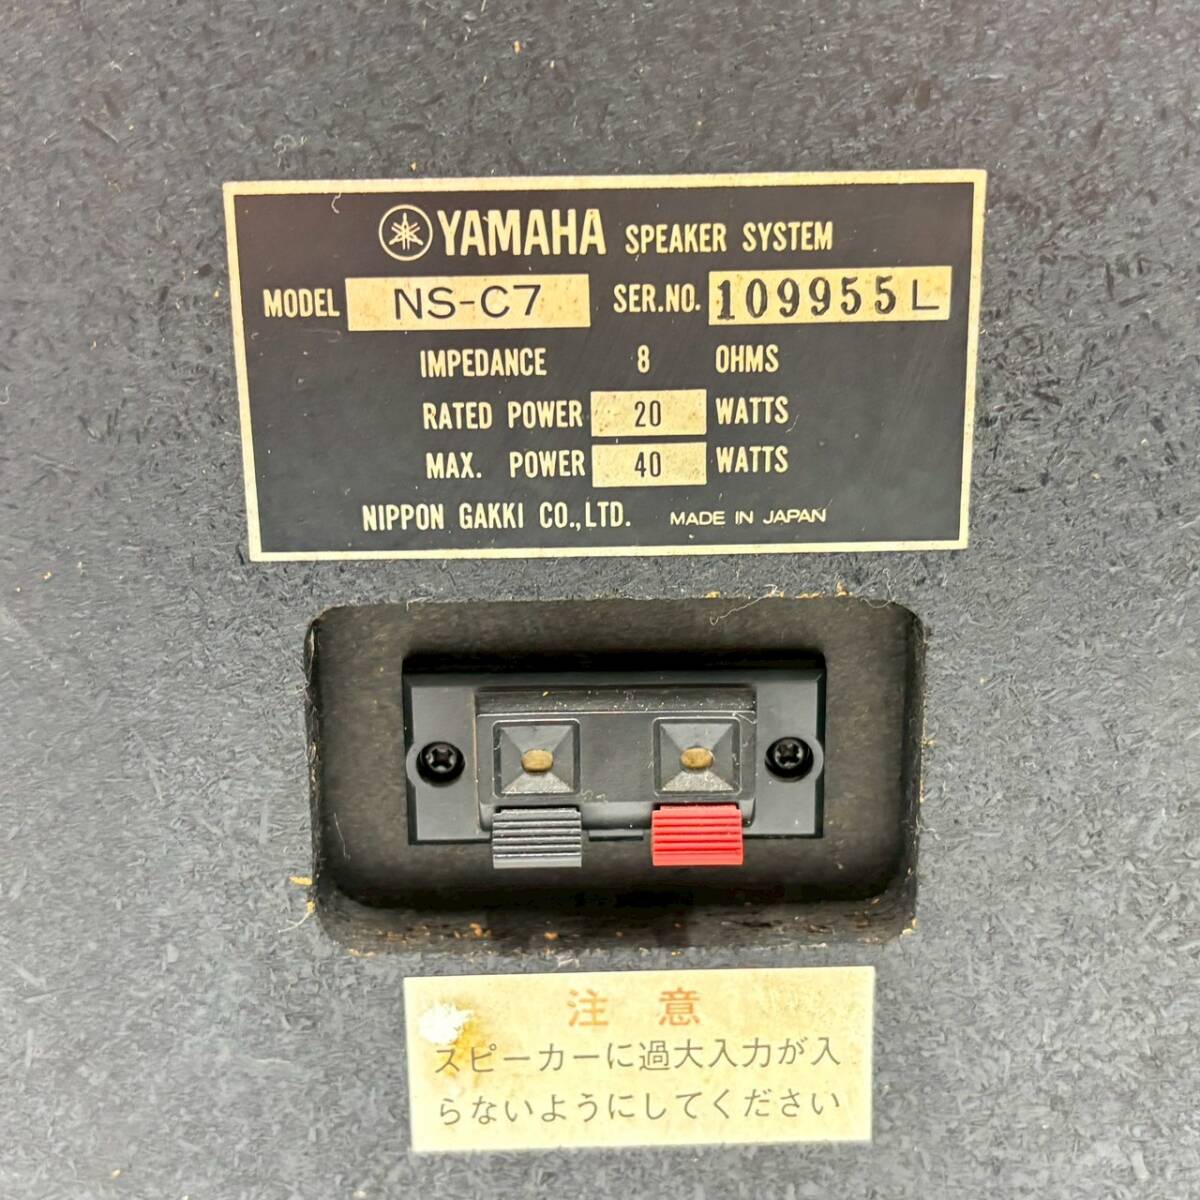 YAMAHA SPEAKER SYSTEM
MODEL NS-C7 SER.NO. 109955L
IMPEDANCE 8 OHMS
RATED POWER 20 WATTS
MAX. POWER 40 WATTS
NIPPON GAKKI CO.,LTD. MADE IN JAPAN
注意
スピーカーに過大入力が入
らないようにしてください